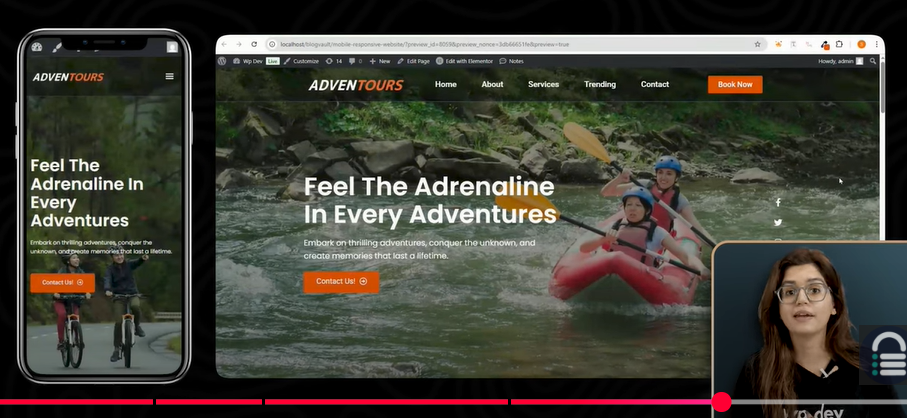 ADVENTOURS
Feel The
Adrenaline In
Every
Adventures
Embark on thrilling adventures, conquer the
unknown, and create memories that last a lifetime.
Contact Us!
localhost/blogvault/mobile-responsive-website/?preview_id=8059&preview_nonce=3db666519e&preview=true
Wp Dev Live Customize 14 0 New Edit Page Edit with Elementor Notes Howdy, admin
ADVENTOURS Home About Services Trending Contact Book Now
Feel The Adrenaline
In Every Adventures
Embark on thrilling adventures, conquer the unknown, and
create memories that last a lifetime.
Contact Us!